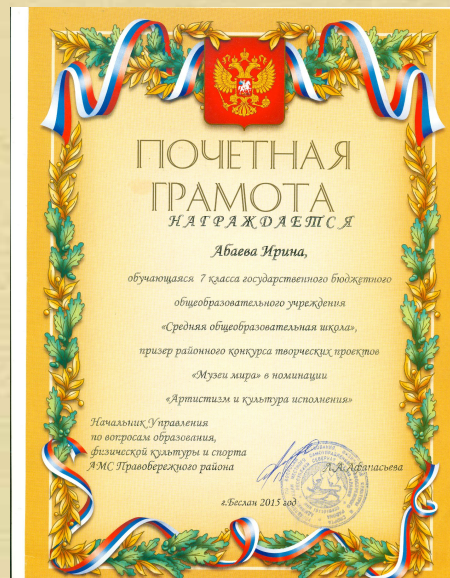 ПОЧЕТНАЯ
ГРАМОТА
НАГРАЖДАЕТСЯ
Абаева Ирина,
обучающаяся 7 класса государственного бюджетного
общеобразовательного учреждения
«Средняя общеобразовательная школа»,
призер районного конкурса творческих проектов
«Музеи мира» в номинации
«Артистизм и культура исполнения»
Начальник Управления
по вопросам образования,
физической культуры и спорта
АМС Правобережного района Л.А.Афанасьева
г.Беслан 2015 год